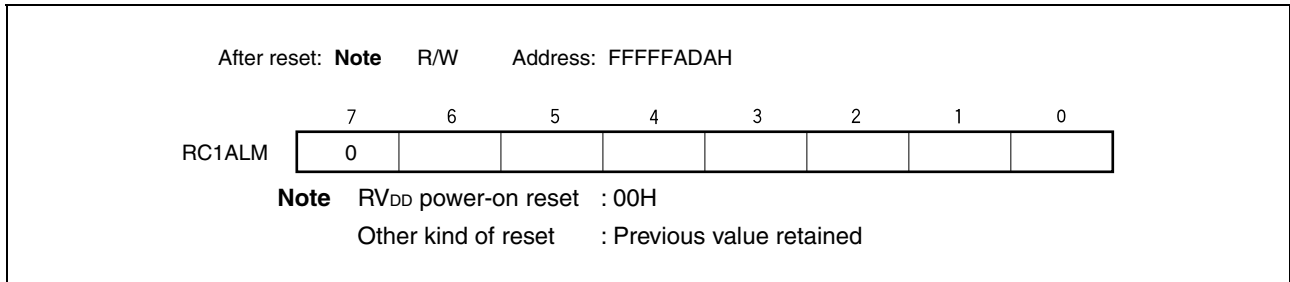 After reset: Note R/W Address: FFFFFADAH
7 6 5 4 3 2 1 0
RC1ALM 0
Note RVDD power-on reset : 00H
Other kind of reset : Previous value retained